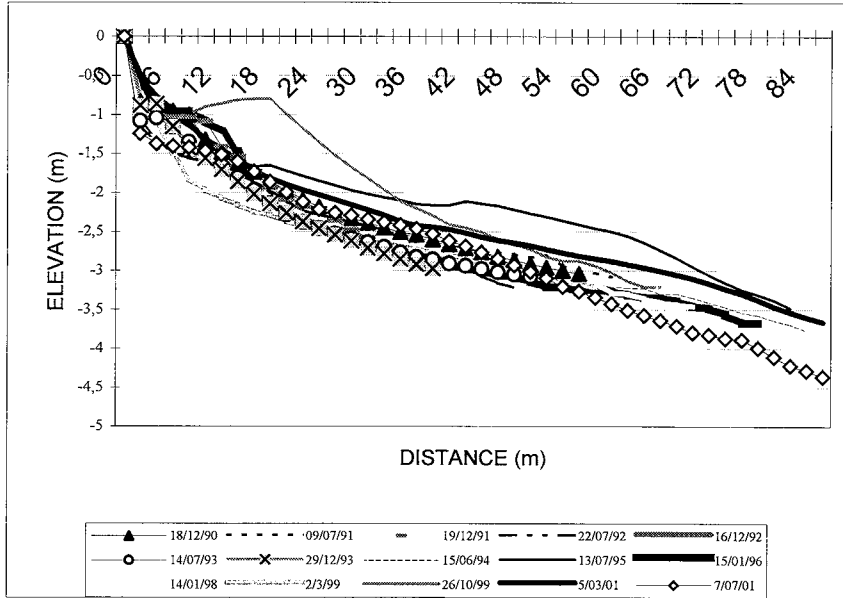 0
-0,5
-1
-1,5
-2
-2,5
-3
-3,5
-4
-4,5
-5
ELEVATION (m)
0 6 12 18 24 30 36 42 48 54 60 66 72 78 84
DISTANCE (m)
18/12/90 09/07/91 19/12/91 22/07/92 16/12/92
14/07/93 29/12/93 15/06/94 13/07/95 15/01/96
14/01/98 2/3/99 26/10/99 5/03/01 7/07/01